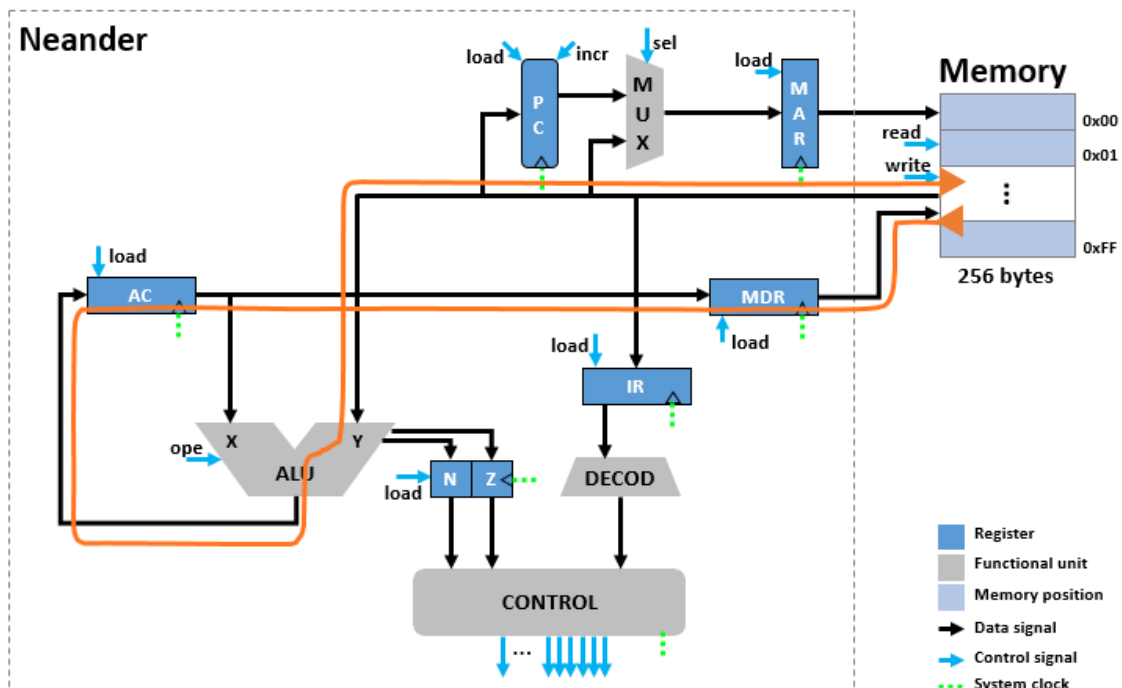 Neander
load
incr
sel
load
Memory
P
C
M
U
X
M
A
R
0x00
read
0x01
write
⋮
0xFF
256 bytes
load
AC
MDR
load
load
IR
X
Y
ope
ALU
load
N
Z
DECOD
CONTROL
...
Register
Functional unit
Memory position
Data signal
Control signal
System clock